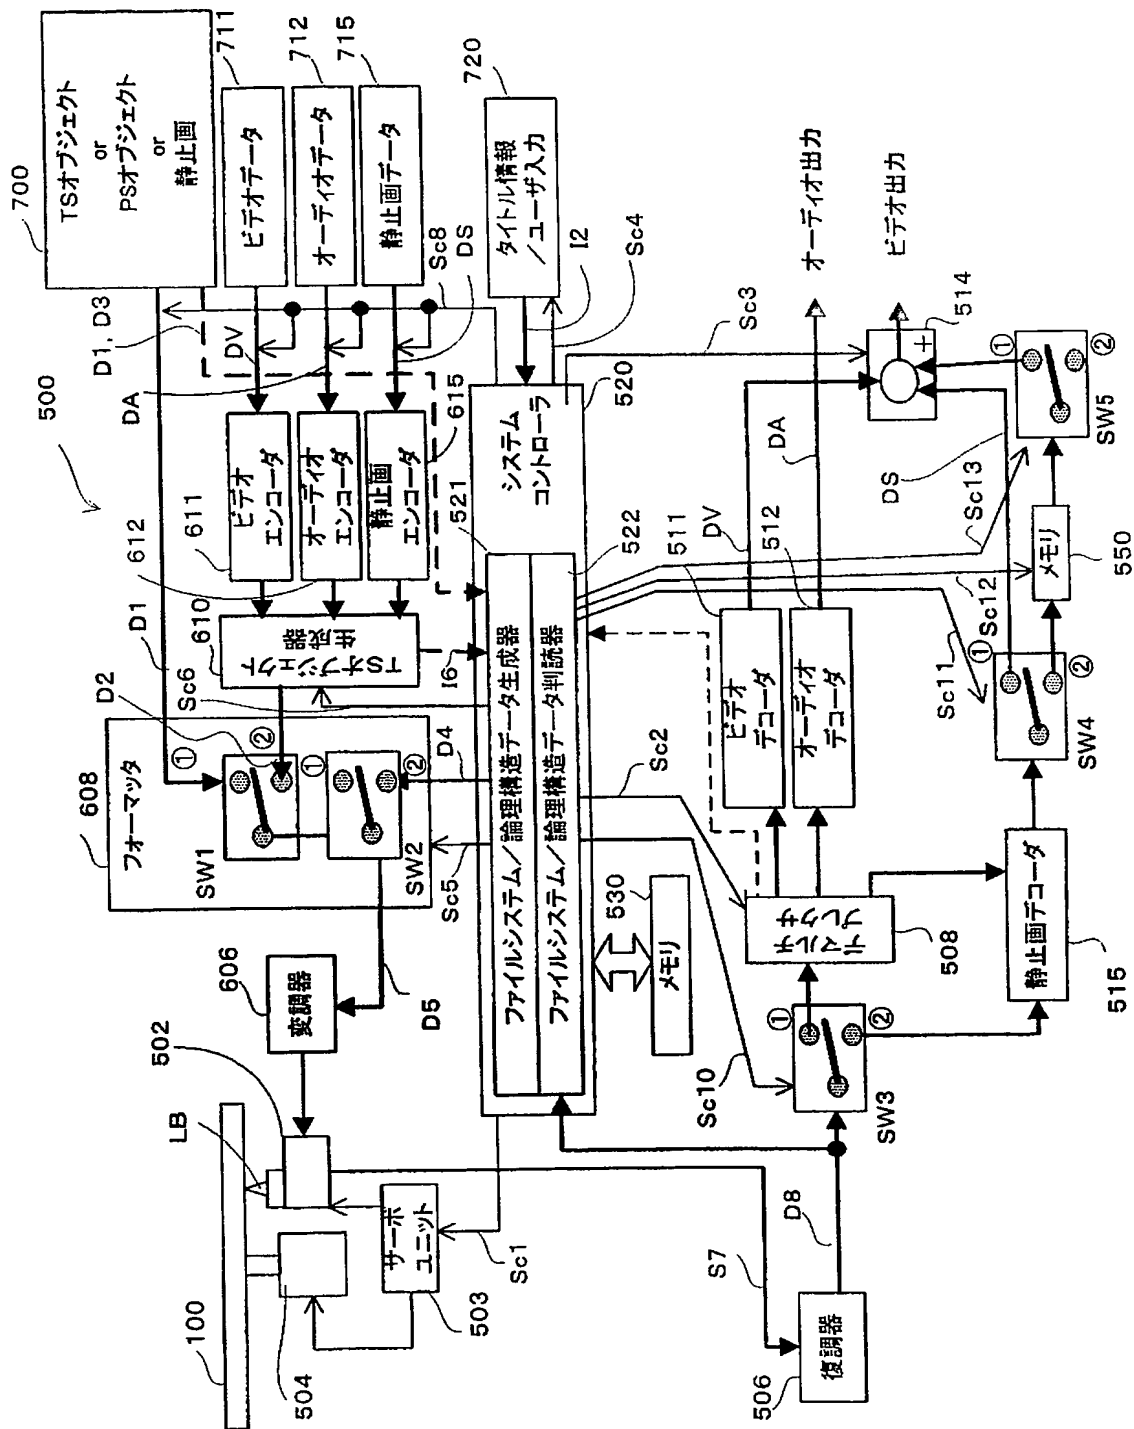 700
TSオブジェクト
or
PSオブジェクト
or
静止画
711
ビデオデータ
712
オーディオデータ
715
静止画データ
720
タイトル情報
/ユーザ入力
オーディオ出力
ビデオ出力
500
D1, D3
DV
DA
Sc8
DS
I2
Sc4
Sc3
514
+
①
②
SW5
D1
612
611
ビデオ
エンコーダ
オーディオ
エンコーダ
静止画
エンコーダ
615
システム
コントローラ
520
521
522
511
DV
DA
512
DS
Sc13
550
メモリ
Sc12
Sc11
610
TSオブジェクト
生成器
I6
Sc6
D2
608
フォーマッタ
①
②
SW1
①
②
SW2
D4
Sc5
ファイルシステム/論理構造データ生成器
ファイルシステム/論理構造データ判読器
Sc2
ビデオ
デコーダ
オーディオ
デコーダ
①
②
SW4
606
変調器
D5
530
メモリ
デマルチ
プレクサ
508
静止画デコーダ
515
502
LB
Sc10
①
②
SW3
サーボ
ユニット
Sc1
503
504
100
S7
D8
復調器
506